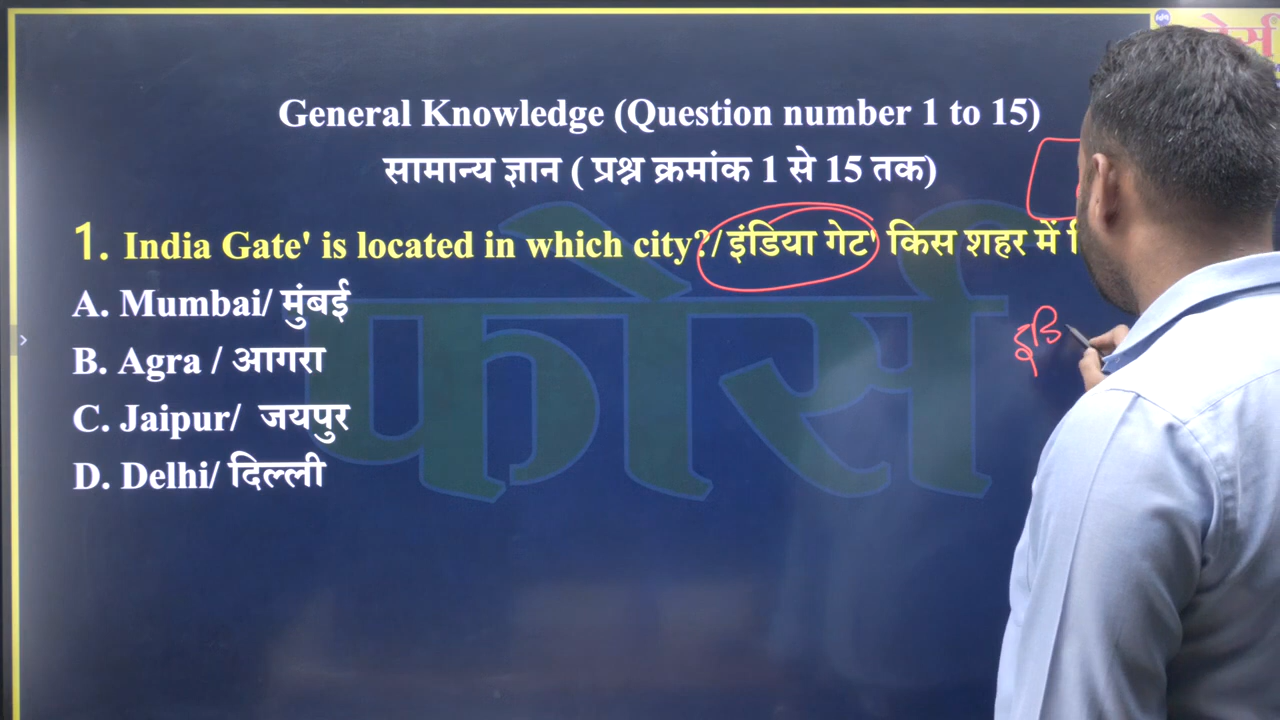 General Knowledge (Question number 1 to 15)
सामान्य ज्ञान ( प्रश्न क्रमांक 1 से 15 तक)
1. India Gate' is located in which city?/ इंडिया गेट' किस शहर में
A. Mumbai/ मुंबई
B. Agra / आगरा
C. Jaipur/ जयपुर
D. Delhi/ दिल्ली
फोर्स